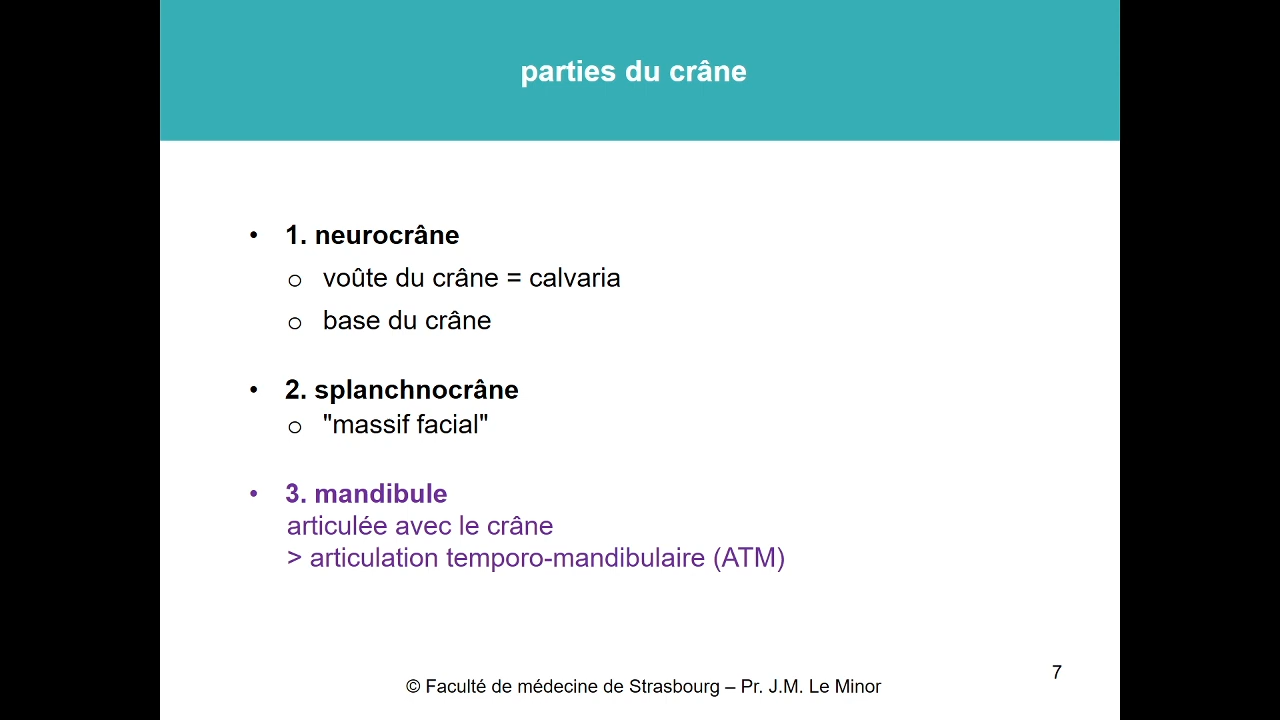 parties du crâne
• 1. neurocrâne
o voûte du crâne = calvaria
o base du crâne
• 2. splanchnocrâne
o "massif facial"
• 3. mandibule
articulée avec le crâne
> articulation temporo-mandibulaire (ATM)
7
© Faculté de médecine de Strasbourg – Pr. J.M. Le Minor